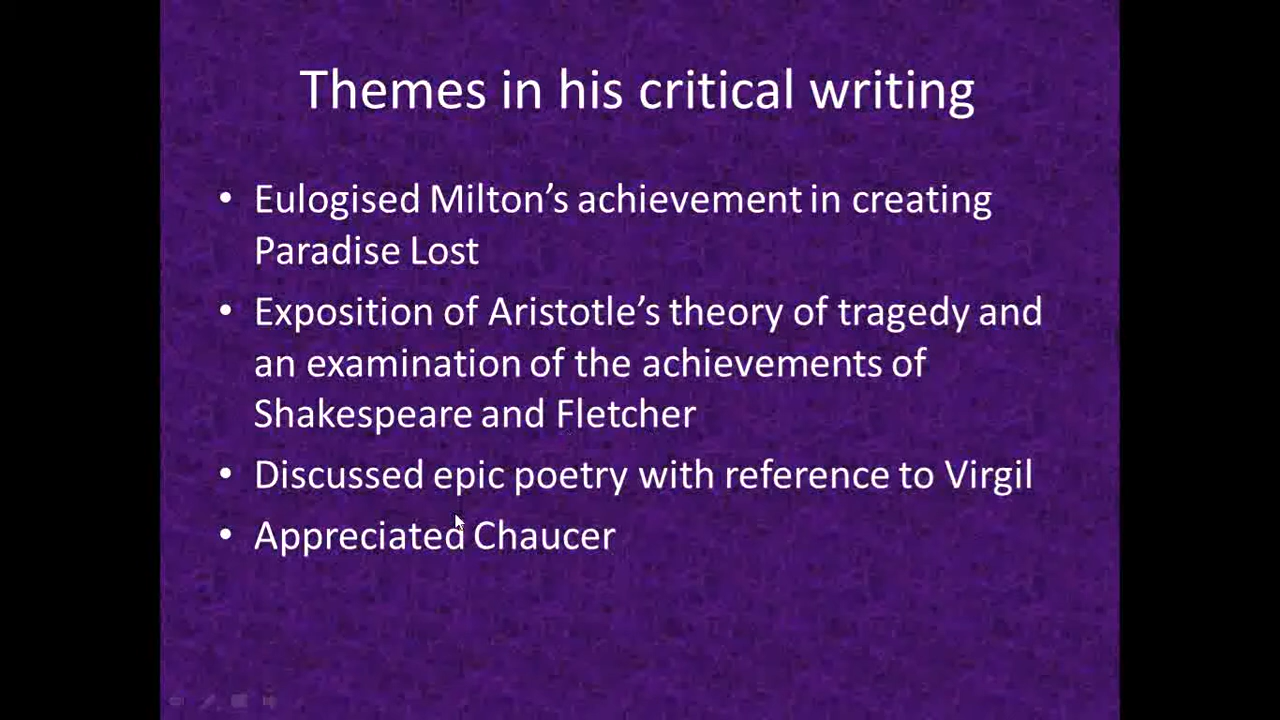 Themes in his critical writing
• Eulogised Milton’s achievement in creating
Paradise Lost
• Exposition of Aristotle’s theory of tragedy and
an examination of the achievements of
Shakespeare and Fletcher
• Discussed epic poetry with reference to Virgil
• Appreciated Chaucer